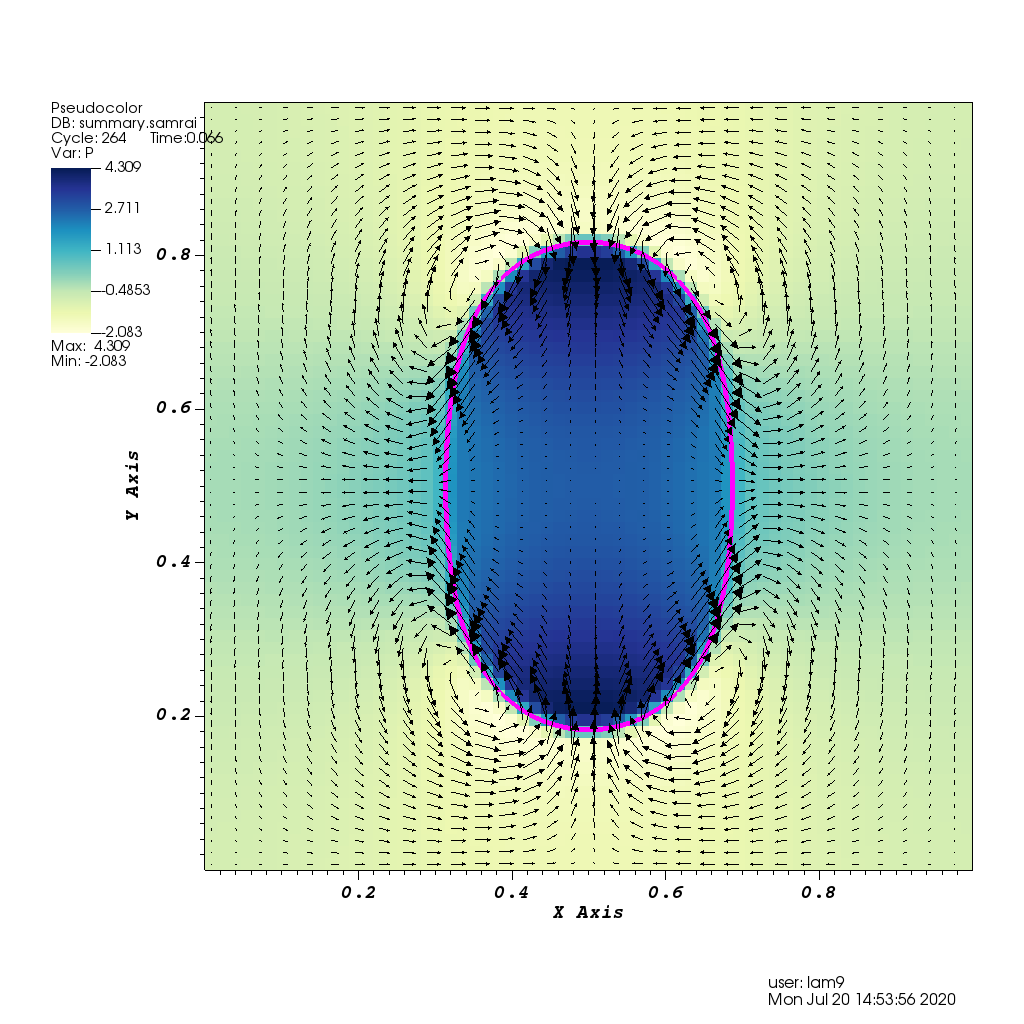 Pseudocolor
DB: summary.samrai
Cycle: 264 Time:0.066
Var: P
4.309
2.711
1.113
-0.4853
-2.083
Max: 4.309
Min: -2.083
0.8
0.6
0.4
0.2
Y Axis
0.2 0.4 0.6 0.8
X Axis
user: lam9
Mon Jul 20 14:53:56 2020